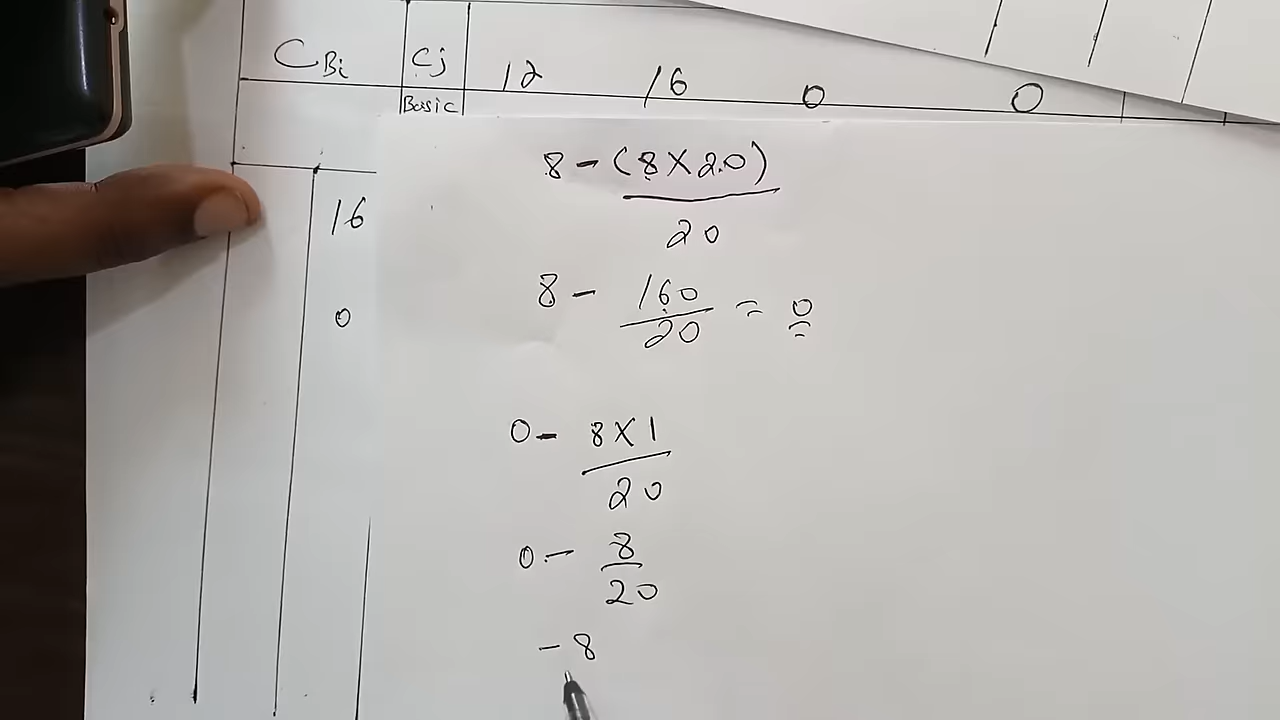 CBi Cj 12 16 0 0
Basic
8 - (8 X 20)
20
16
8 - 160 = 0
20
0
0 - 8 X 1
20
0 - 8
20
- 8